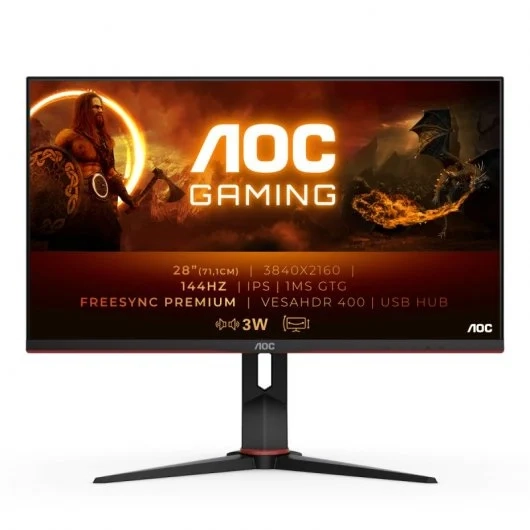 AOC
GAMING
28"(71,1CM) | 3840X2160 |
144HZ | IPS | 1MS GTG
FREESYNC PREMIUM | VESAHDR 400 | USB HUB
3W
AOC
AOC